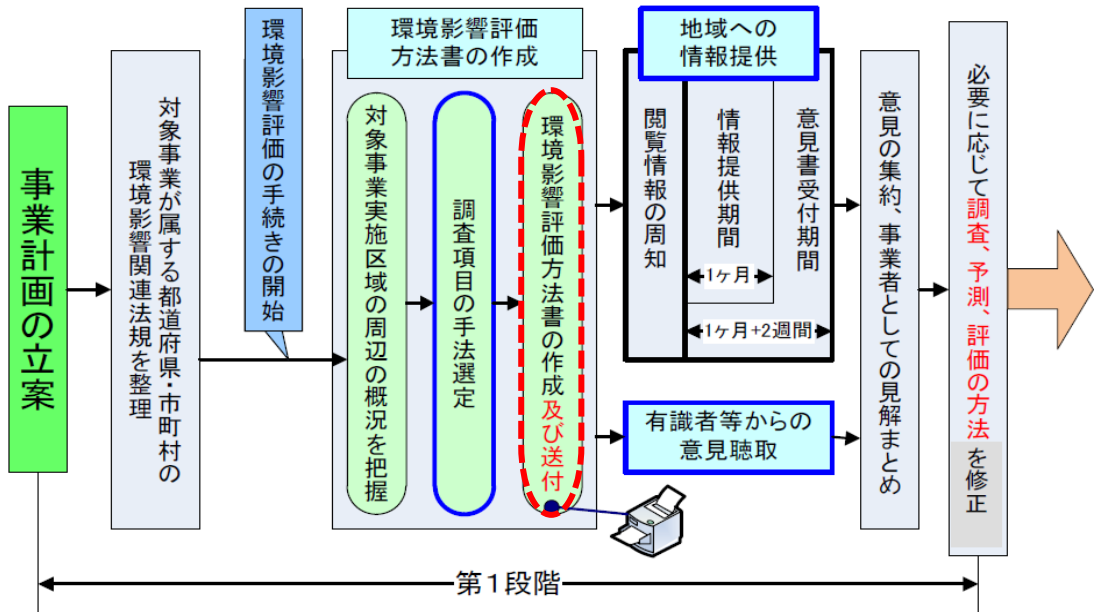 事業計画の立案
対象事業が属する都道府県・市町村の
環境影響関連法規を整理
環境影響評価の手続きの開始
環境影響評価
方法書の作成
対象事業実施区域の周辺の概況を把握
調査項目の手法選定
環境影響評価方法書の作成及び送付
地域への
情報提供
閲覧情報の周知
情報提供期間
意見書受付期間
1ヶ月
1ヶ月+2週間
有識者等からの
意見聴取
意見の集約、事業者としての見解まとめ
必要に応じて調査、予測、評価の方法を修正
第1段階